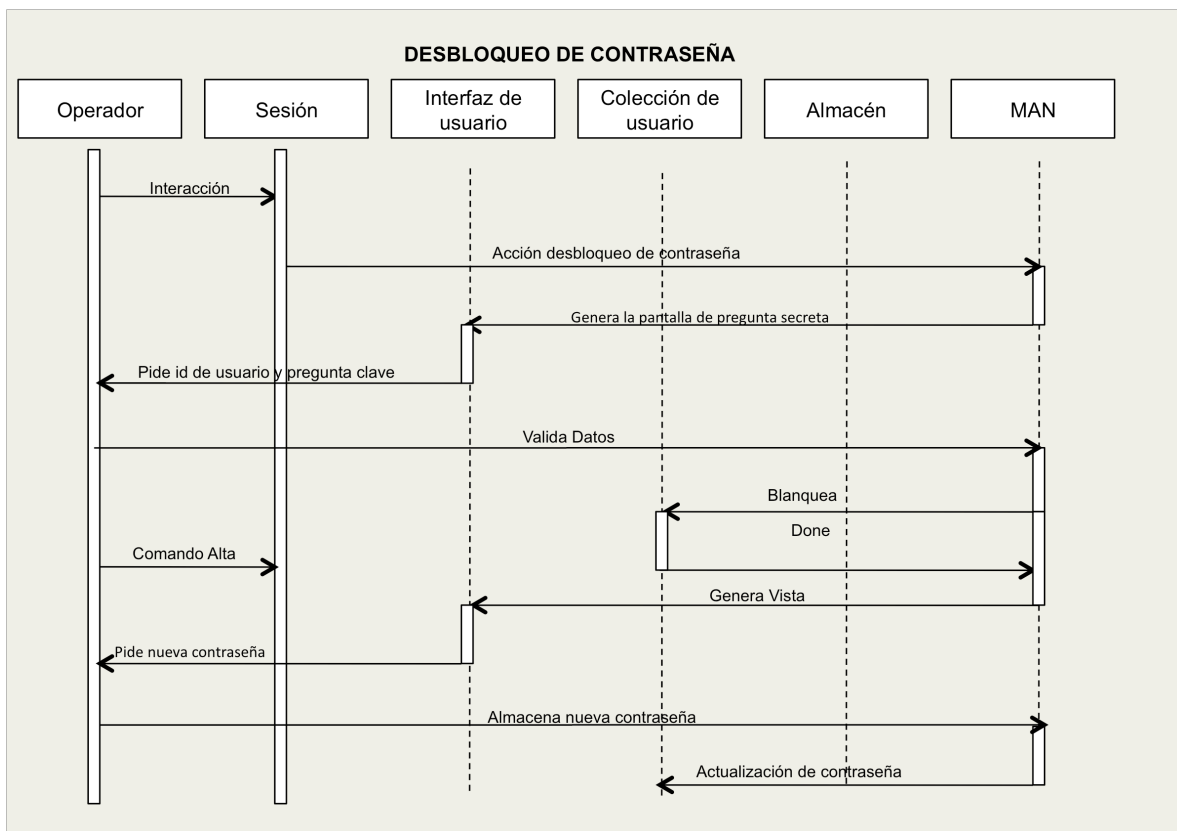 DESBLOQUEO DE CONTRASEÑA
Operador
Sesión
Interfaz de
usuario
Colección de
usuario
Almacén
MAN
Interacción
Acción desbloqueo de contraseña
Genera la pantalla de pregunta secreta
Pide id de usuario y pregunta clave
Valida Datos
Blanquea
Done
Comando Alta
Genera Vista
Pide nueva contraseña
Almacena nueva contraseña
Actualización de contraseña